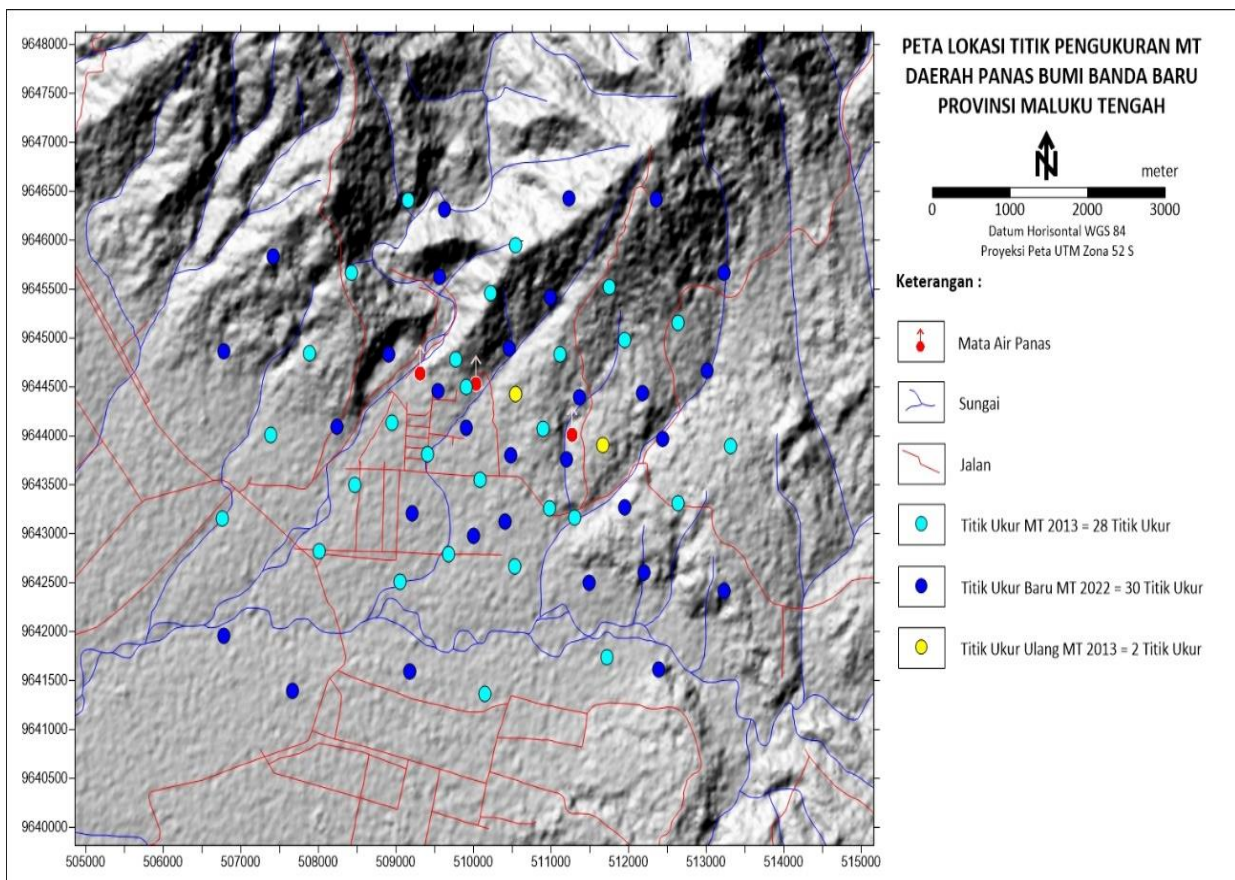 PETA LOKASI TITIK PENGUKURAN MT
DAERAH PANAS BUMI BANDA BARU
PROVINSI MALUKU TENGAH
N
meter
0 1000 2000 3000
Datum Horisontal WGS 84
Proyeksi Peta UTM Zona 52 S
Keterangan :
Mata Air Panas
Sungai
Jalan
Titik Ukur MT 2013 = 28 Titik Ukur
Titik Ukur Baru MT 2022 = 30 Titik Ukur
Titik Ukur Ulang MT 2013 = 2 Titik Ukur
9648000
9647500
9647000
9646500
9646000
9645500
9645000
9644500
9644000
9643500
9643000
9642500
9642000
9641500
9641000
9640500
9640000
505000 506000 507000 508000 509000 510000 511000 512000 513000 514000 515000